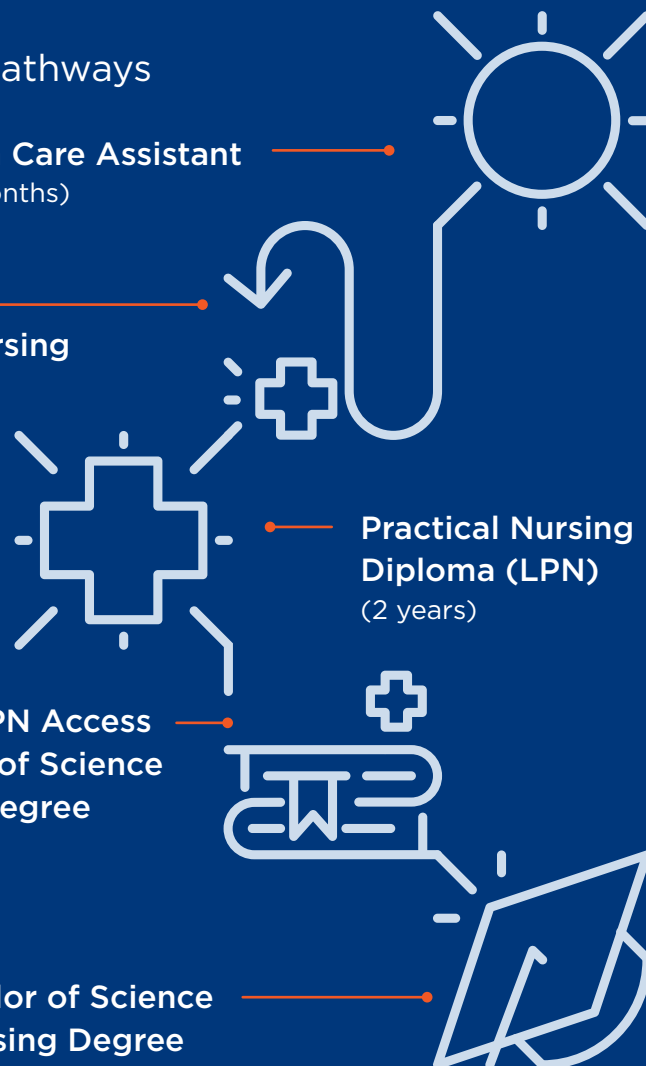 athways
Care Assistant
onths)
rsing
Practical Nursing
Diploma (LPN)
(2 years)
PN Access
of Science
egree
lor of Science
sing Degree